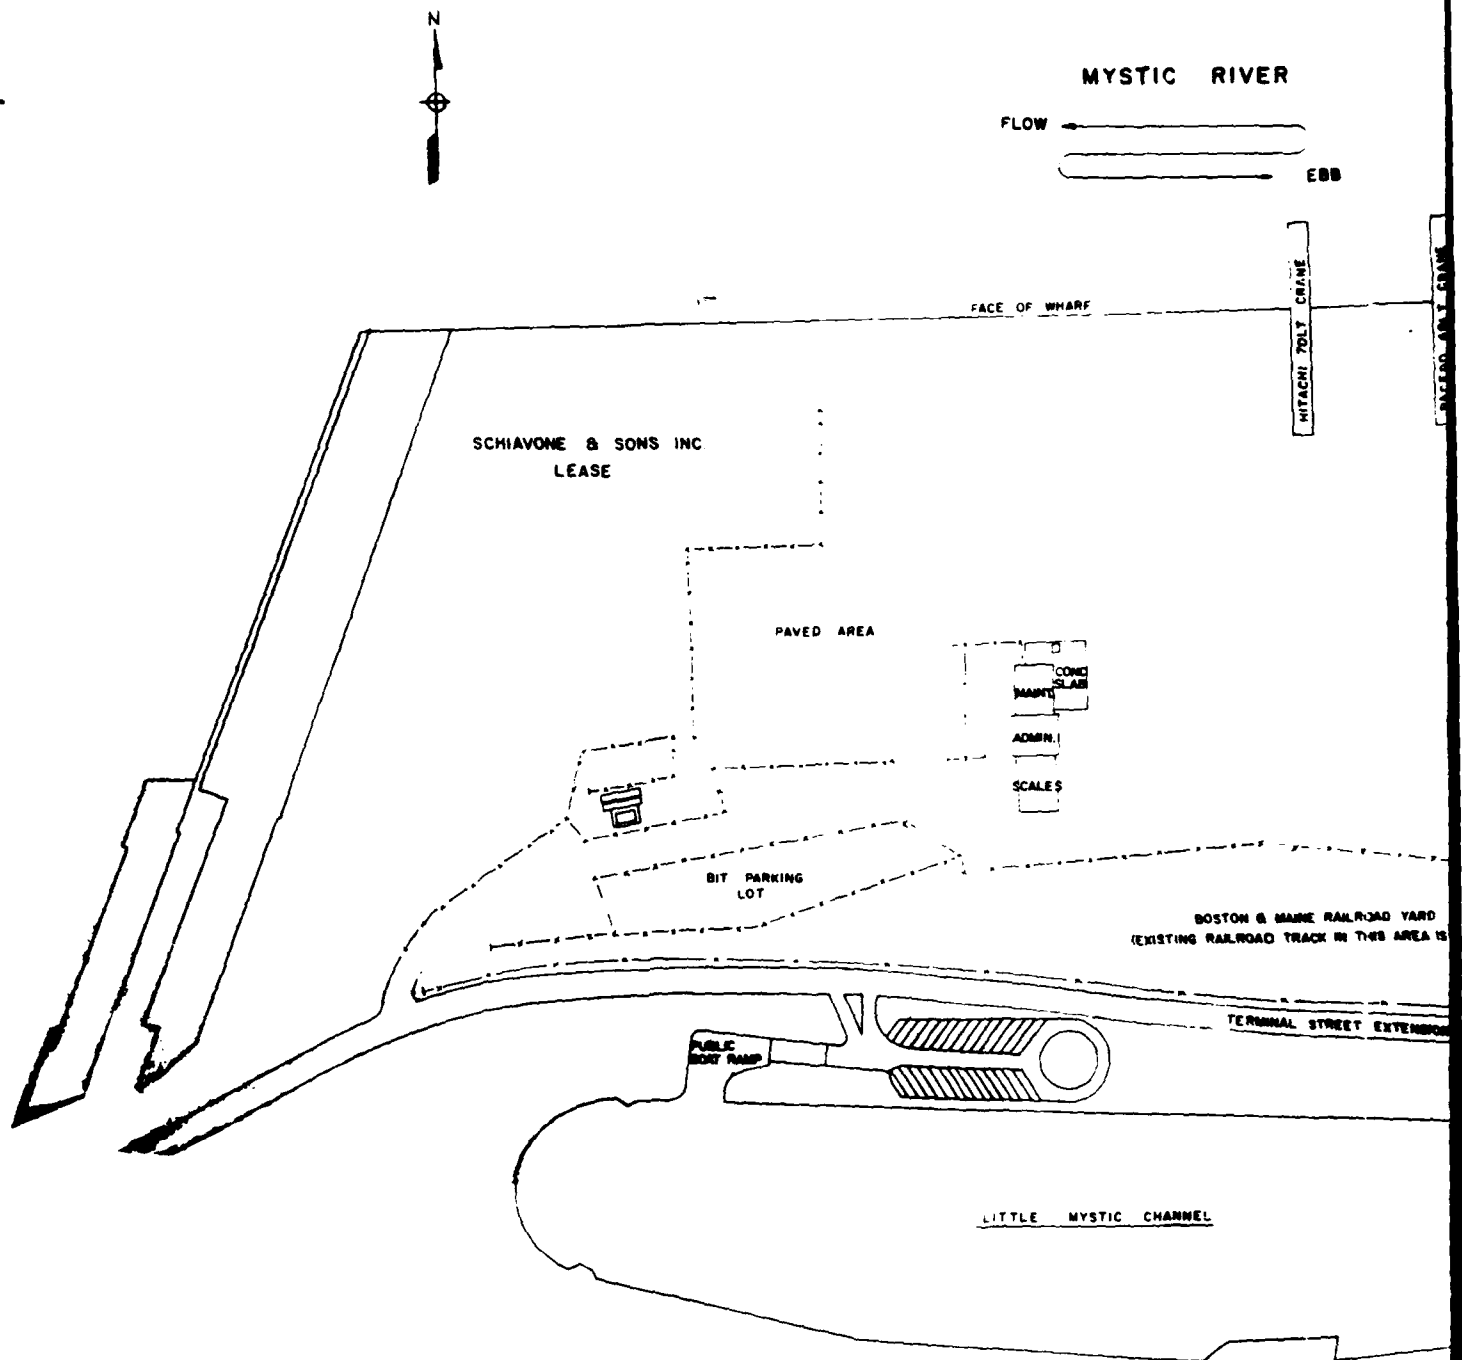 N
MYSTIC RIVER
FLOW
EBB
FACE OF WHARF
HITACHI 70LT CRANE
CRANE
SCHIAVONE & SONS INC
LEASE
PAVED AREA
COND
SLAB
MAINT.
ADMIN.
SCALES
BIT PARKING
LOT
BOSTON & MAINE RAILROAD YARD
(EXISTING RAILROAD TRACK IN THIS AREA IS
TERMINAL STREET EXTENSION
PUBLIC
BOAT RAMP
LITTLE MYSTIC CHANNEL